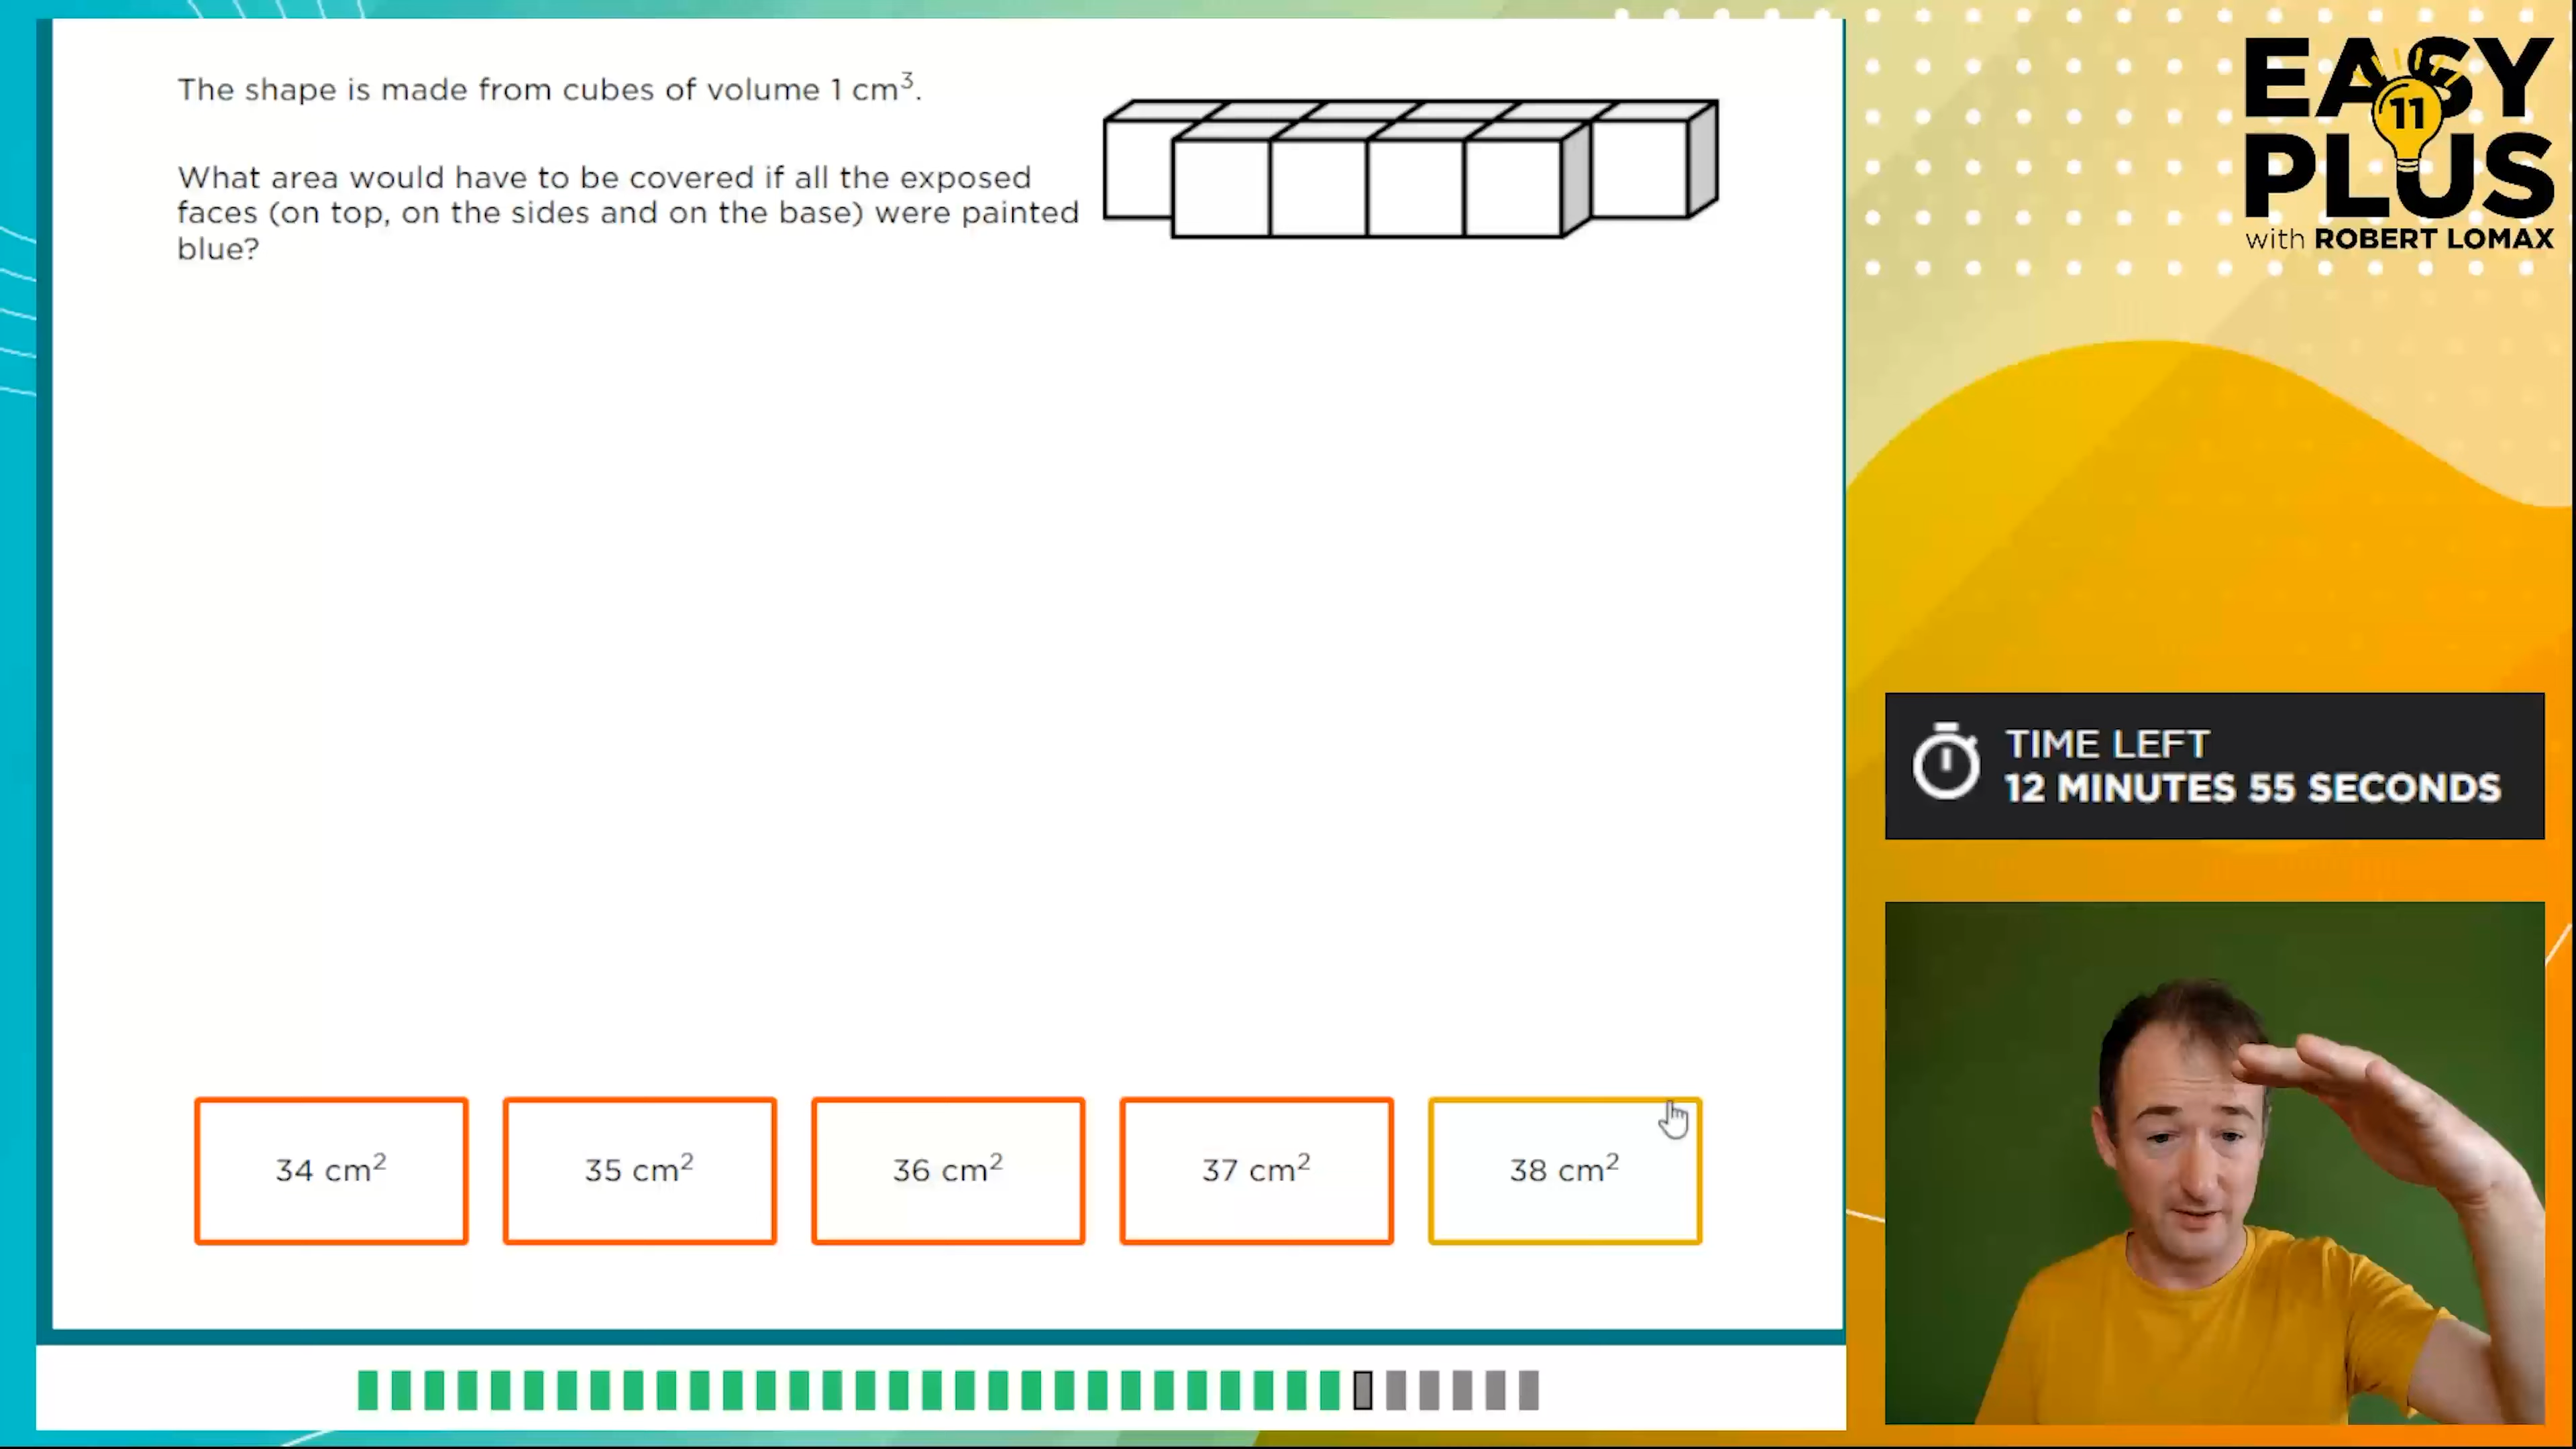 The shape is made from cubes of volume 1 cm³.
What area would have to be covered if all the exposed
faces (on top, on the sides and on the base) were painted
blue?
34 cm²
35 cm²
36 cm²
37 cm²
38 cm²
EASY
11
PLUS
with ROBERT LOMAX
TIME LEFT
12 MINUTES 55 SECONDS